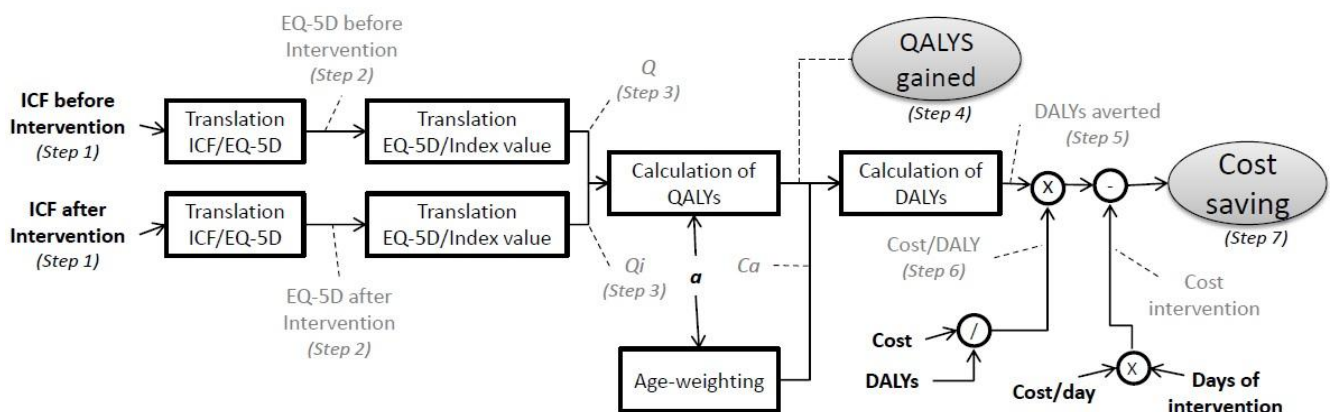 EQ-5D before
Intervention
(Step 2)
QALYS
gained
(Step 4)
Q
(Step 3)
ICF before
Intervention
(Step 1)
Translation
ICF/EQ-5D
Translation
EQ-5D/Index value
DALYs averted
(Step 5)
Calculation of
QALYs
Calculation of
DALYs
X
-
Cost
saving
(Step 7)
ICF after
Intervention
(Step 1)
Translation
ICF/EQ-5D
Translation
EQ-5D/Index value
Qi
(Step 3)
a
Ca
Cost/DALY
(Step 6)
Cost
intervention
EQ-5D after
Intervention
(Step 2)
Age-weighting
Cost
/
DALYs
Cost/day
X
Days of
intervention